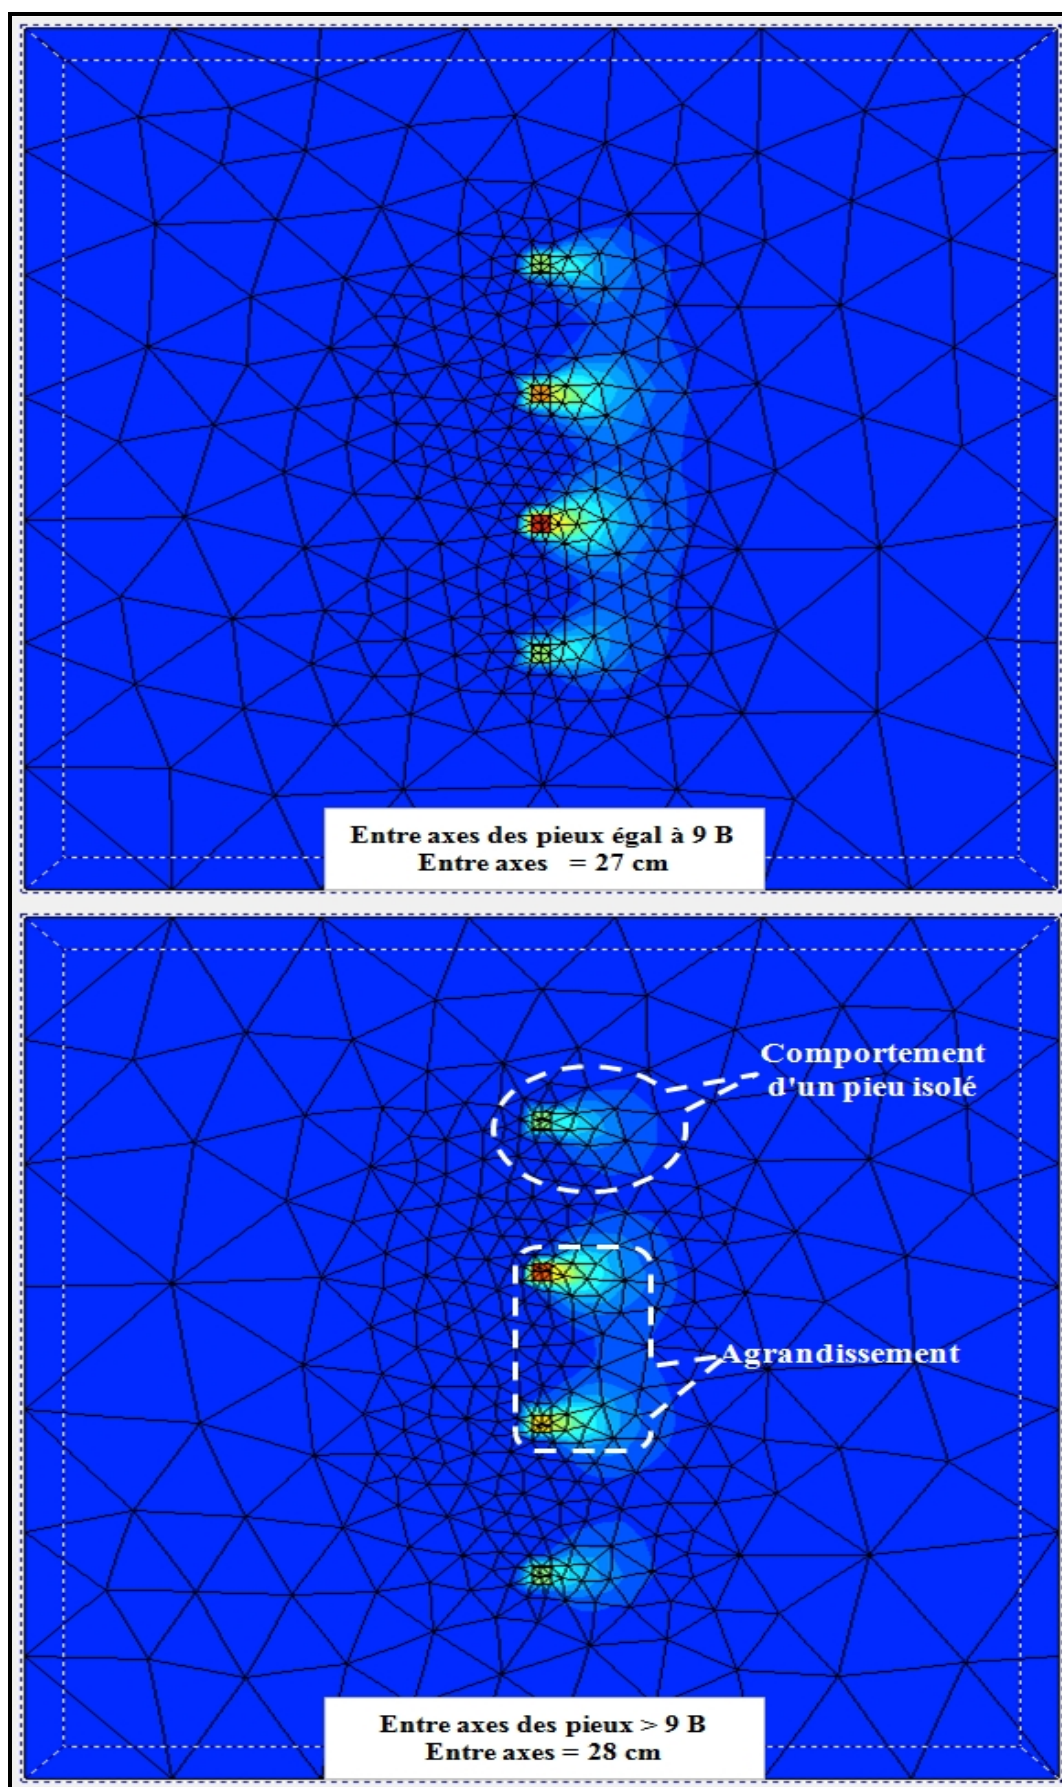 Entre axes des pieux égal à 9 B
Entre axes = 27 cm
Comportement
d'un pieu isolé
Agrandissement
Entre axes des pieux > 9 B
Entre axes = 28 cm